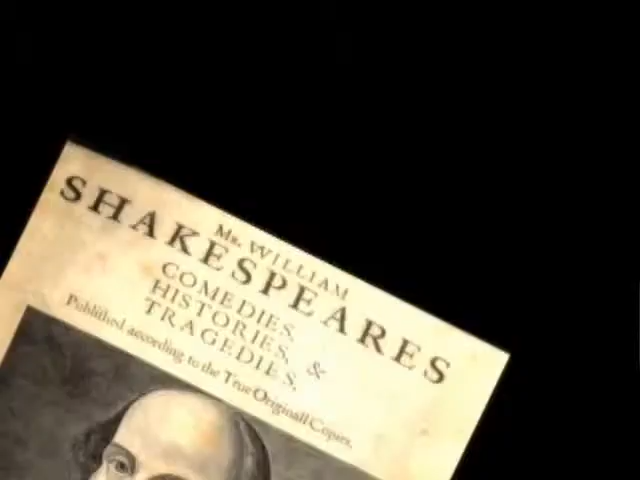 Mr. WILLIAM
SHAKESPEARES
COMEDIES,
HISTORIES, &
TRAGEDIES.
Publiſhed according to the True Originall Copies.